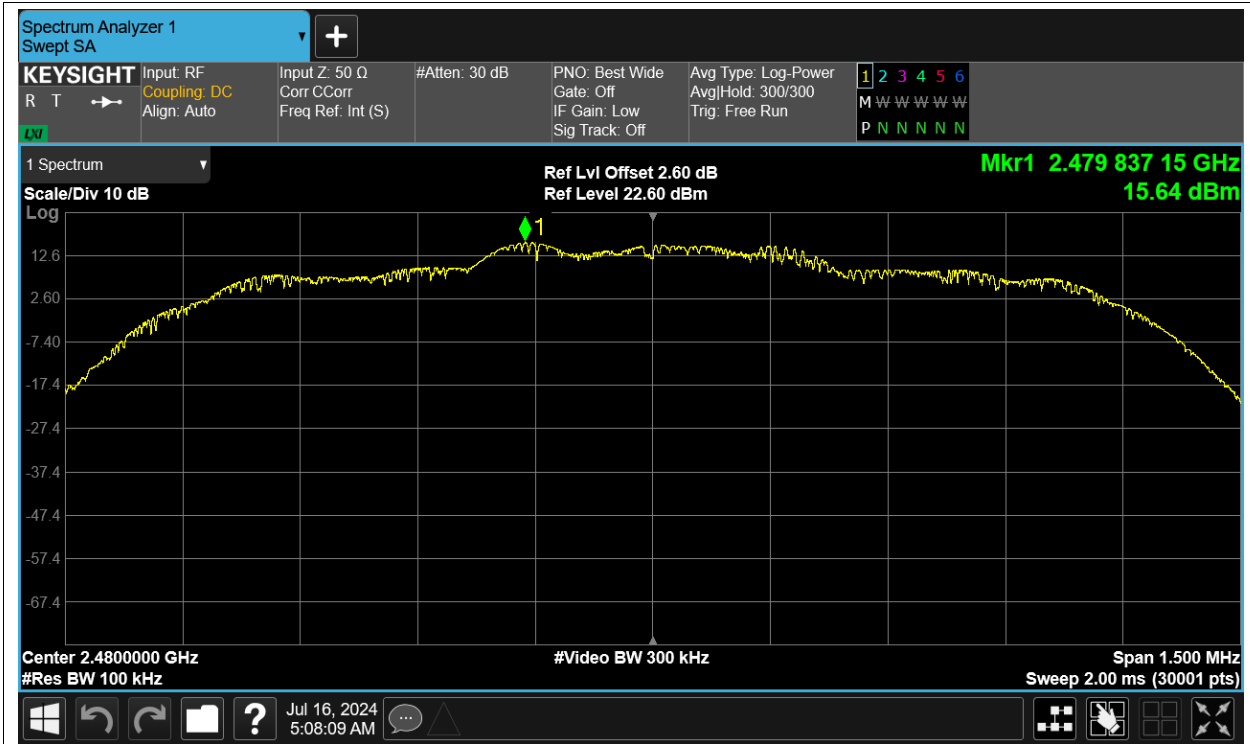 Spectrum Analyzer 1
Swept SA
KEYSIGHT
R T
LXI
Input: RF
Coupling: DC
Align: Auto
Input Z: 50 Ω
Corr CCorr
Freq Ref: Int (S)
#Atten: 30 dB
PNO: Best Wide
Gate: Off
IF Gain: Low
Sig Track: Off
Avg Type: Log-Power
Avg|Hold: 300/300
Trig: Free Run
1 2 3 4 5 6
M W W W W W
P N N N N N
1 Spectrum
Scale/Div 10 dB
Ref Lvl Offset 2.60 dB
Ref Level 22.60 dBm
Mkr1 2.479 837 15 GHz
15.64 dBm
Log
1
12.6
2.60
-7.40
-17.4
-27.4
-37.4
-47.4
-57.4
-67.4
Center 2.4800000 GHz
#Video BW 300 kHz
Span 1.500 MHz
#Res BW 100 kHz
Sweep 2.00 ms (30001 pts)
?
Jul 16, 2024
5:08:09 AM